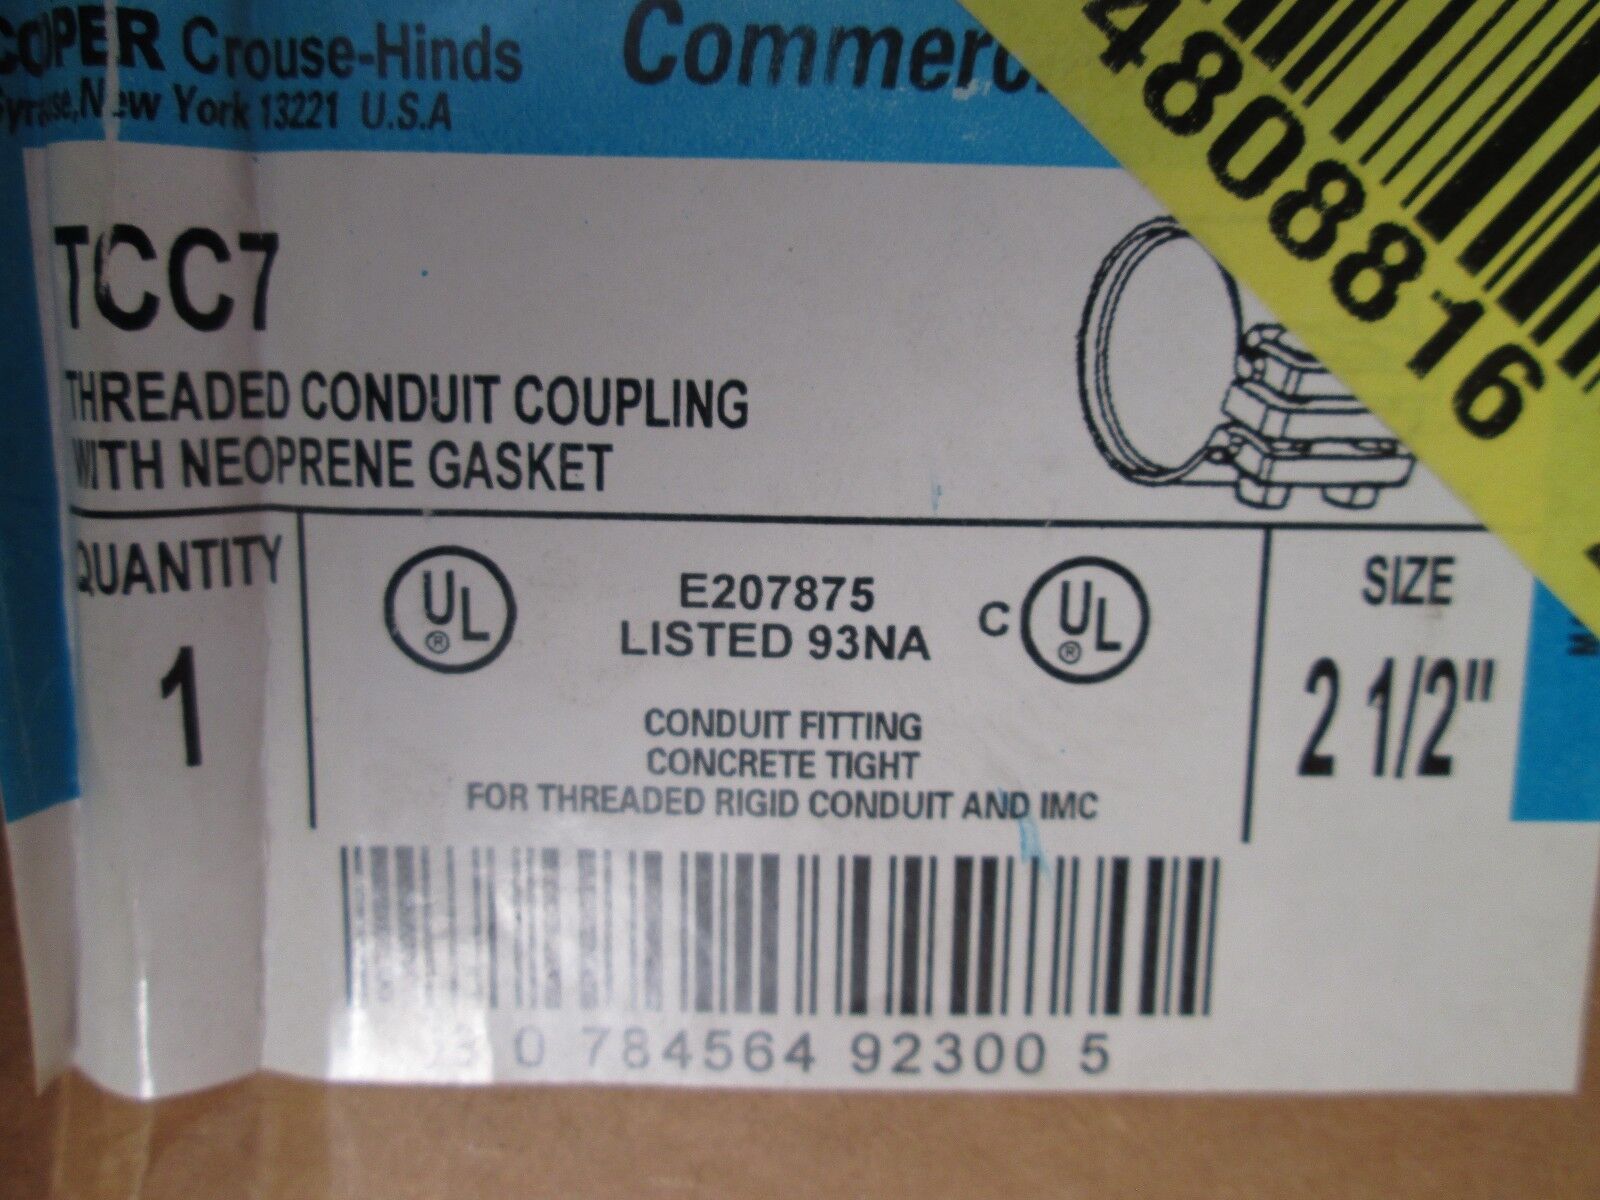 COOPER Crouse-Hinds
Syracuse, New York 13221 U.S.A
4808816
TCC7
THREADED CONDUIT COUPLING
WITH NEOPRENE GASKET
QUANTITY
1
UL
®
E207875
LISTED 93NA
C
UL
®
SIZE
2 1/2"
CONDUIT FITTING
CONCRETE TIGHT
FOR THREADED RIGID CONDUIT AND IMC
0 784564 92300 5